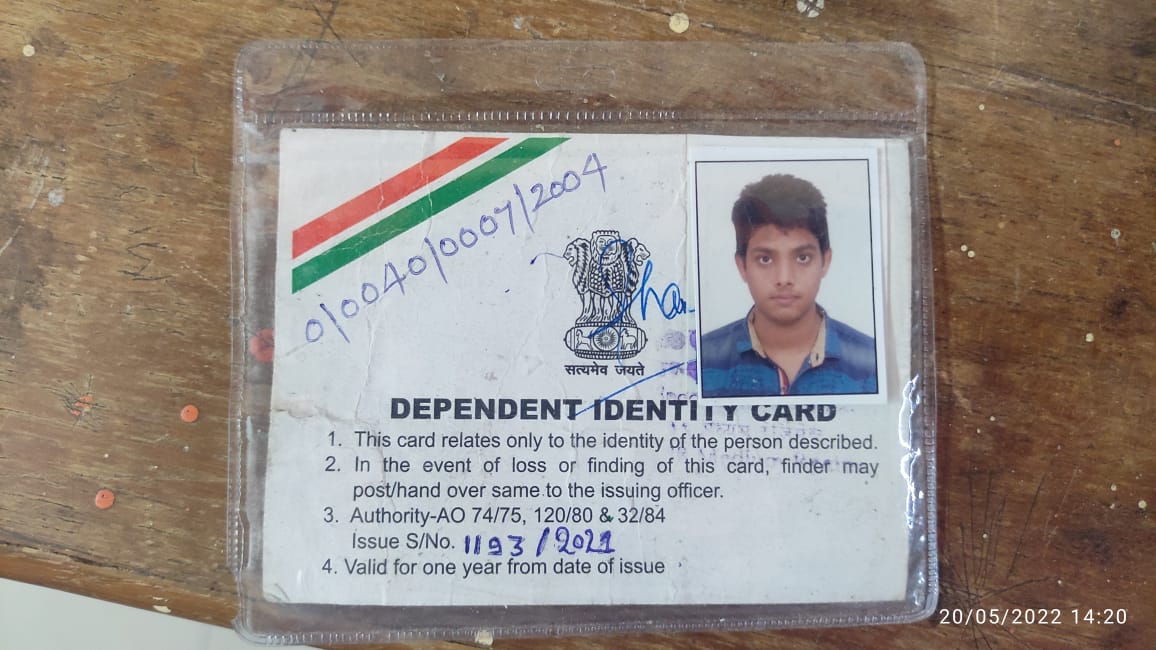 0/0040/0007/2004
सत्यमेव जयते
DEPENDENT IDENTITY CARD
1. This card relates only to the identity of the person described.
2. In the event of loss or finding of this card, finder may
post/hand over same to the issuing officer.
3. Authority-AO 74/75, 120/80 & 32/84
Issue S/No. 1193/2021
4. Valid for one year from date of issue
20/05/2022 14:20